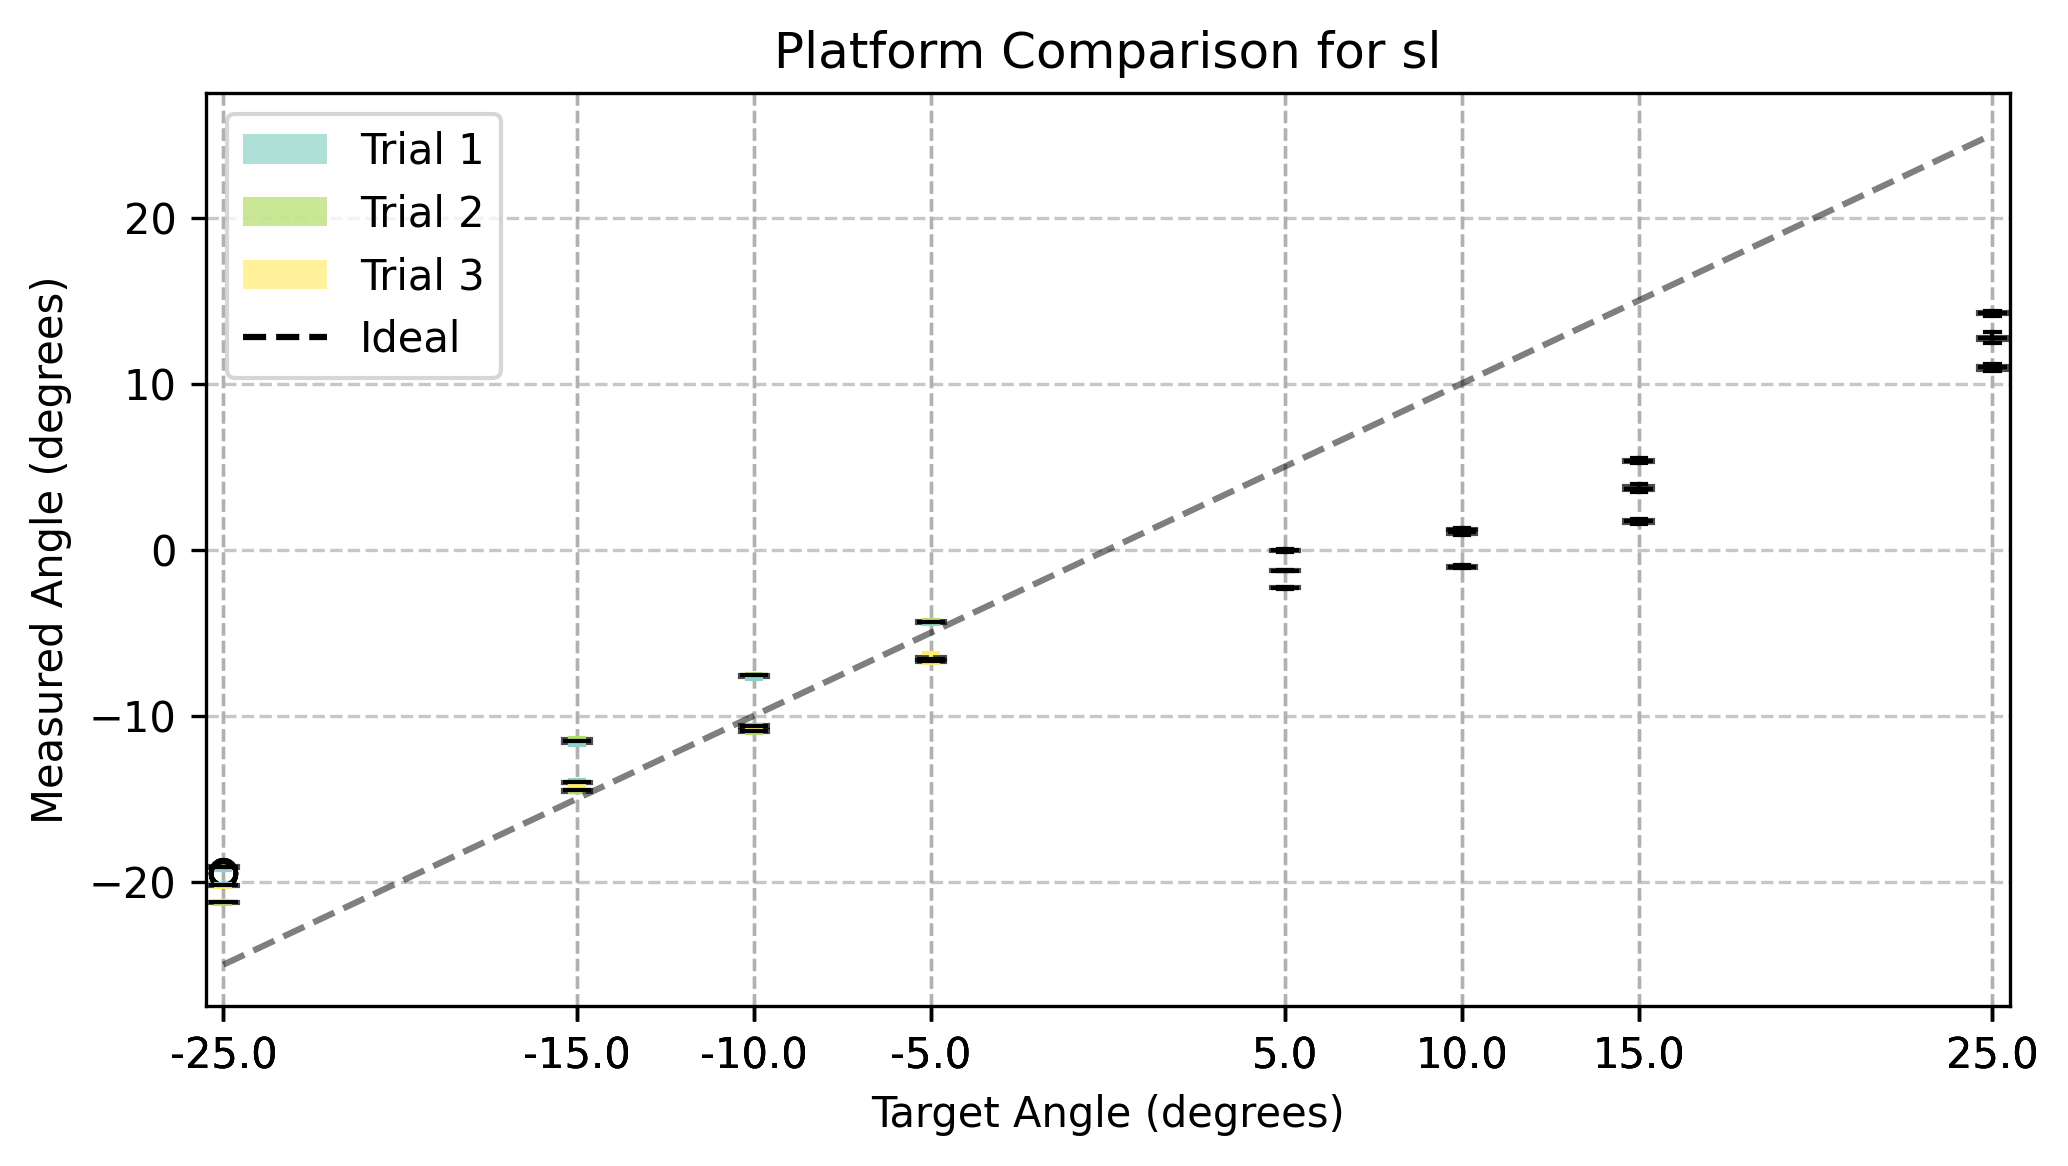 Platform Comparison for sl
Trial 1
Trial 2
Trial 3
Ideal
20
10
0
−10
−20
Measured Angle (degrees)
-25.0 -15.0 -10.0 -5.0 5.0 10.0 15.0 25.0
Target Angle (degrees)